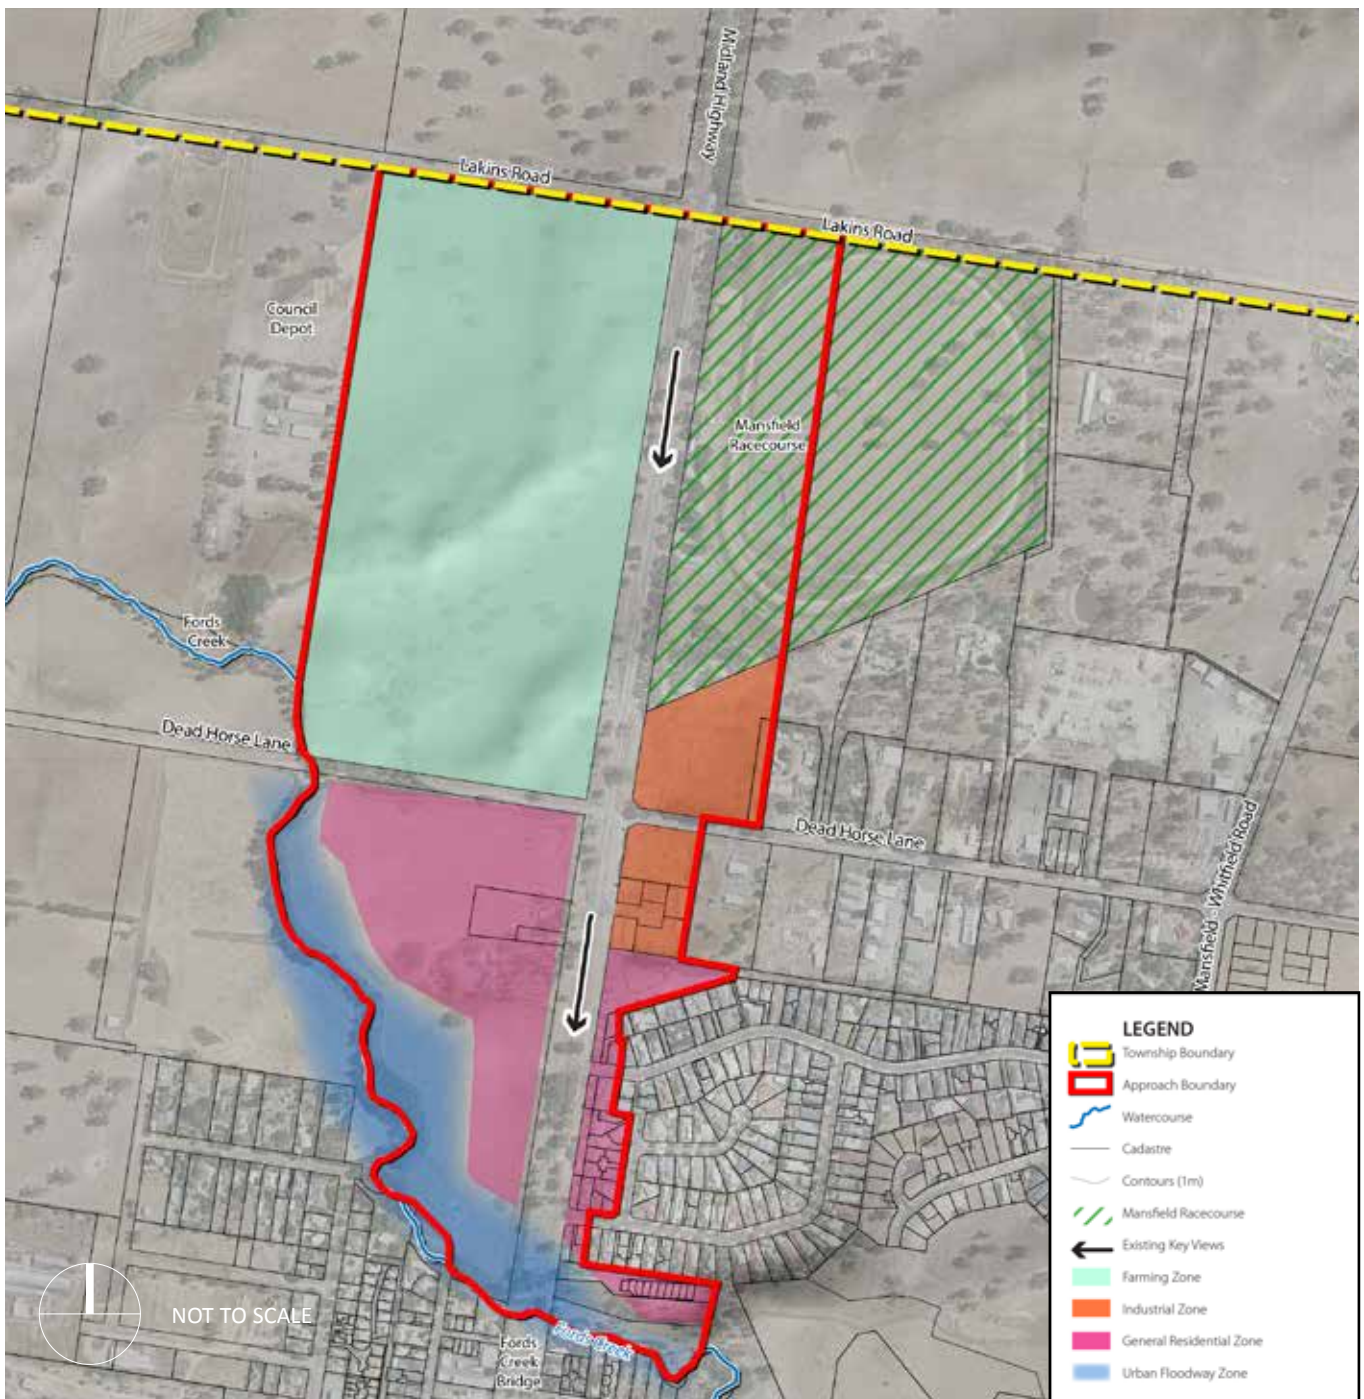 Midland Highway
Lakins Road
Lakins Road
Council
Depot
Mansfield
Racecourse
Fords
Creek
Dead Horse Lane
Dead Horse Lane
Mansfield - Whitfield Road
LEGEND
Township Boundary
Approach Boundary
Watercourse
Cadastre
Contours (1m)
Mansfield Racecourse
Existing Key Views
Farming Zone
Industrial Zone
General Residential Zone
Urban Floodway Zone
NOT TO SCALE
Fords Creek
Fords
Creek
Bridge